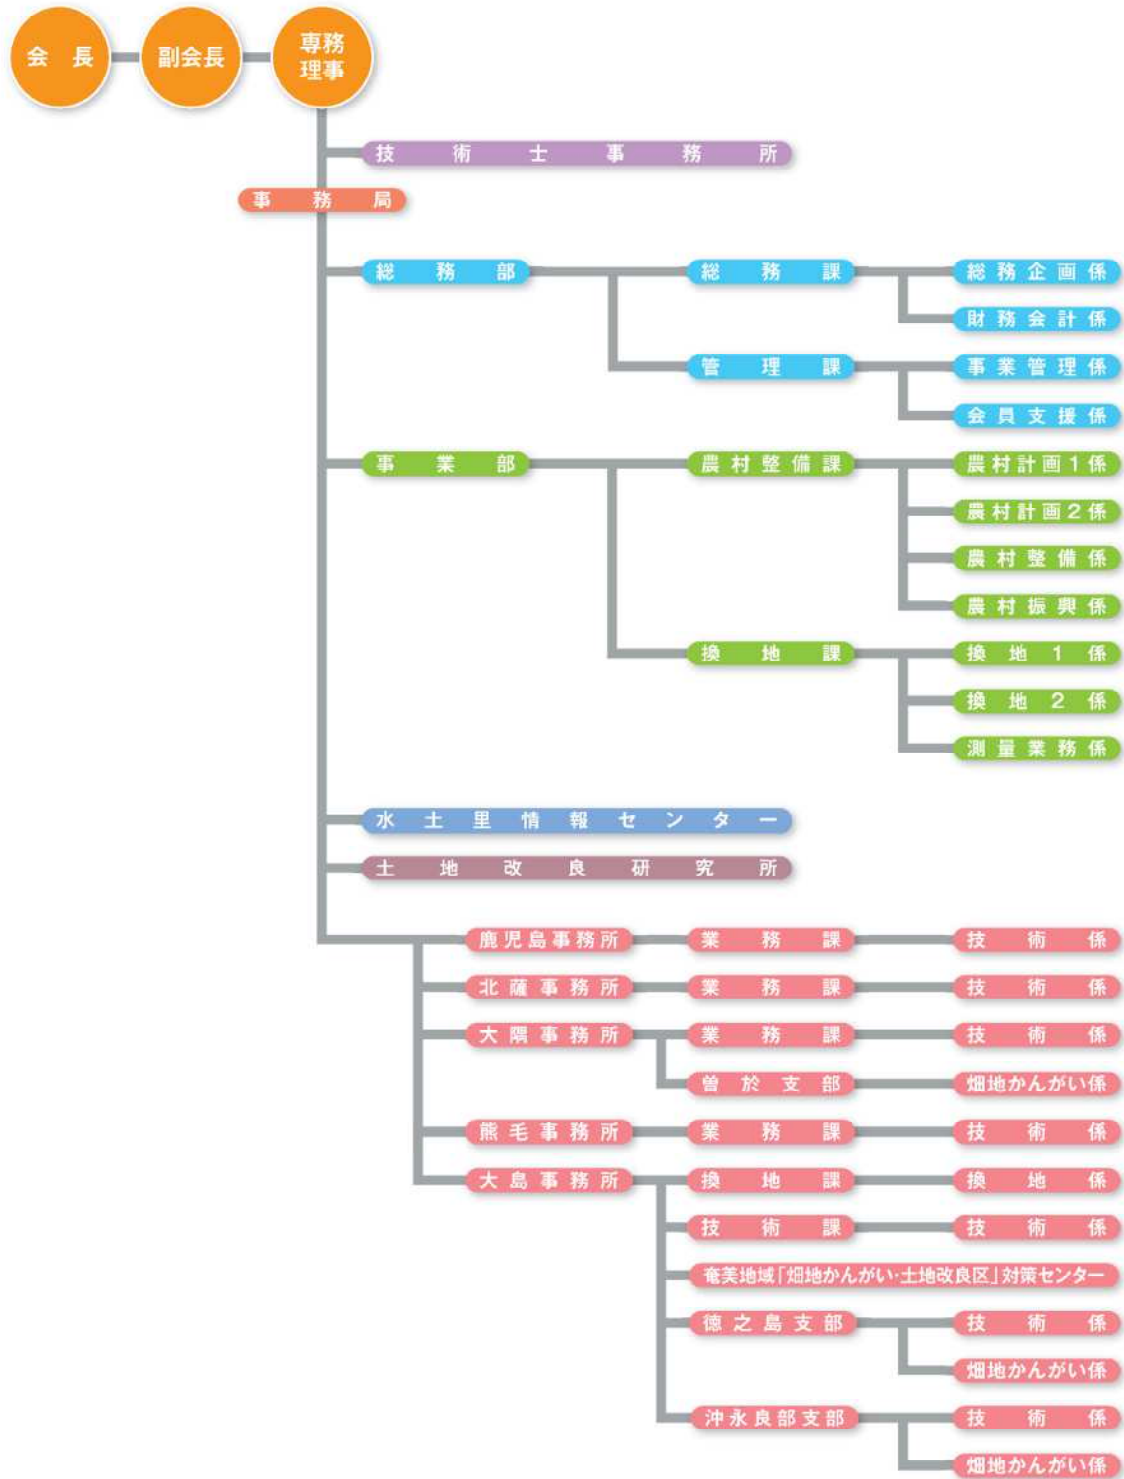 会長
副会長
専務
理事
技術士事務所
事務局
総務部
総務課
総務企画係
財務会計係
管理課
事業管理係
会員支援係
事業部
農村整備課
農村計画1係
農村計画2係
農村整備係
農村振興係
換地課
換地1係
換地2係
測量業務係
水土里情報センター
土地改良研究所
鹿児島事務所
業務課
技術係
北薩事務所
業務課
技術係
大隅事務所
業務課
技術係
曽於支部
畑地かんがい係
熊毛事務所
業務課
技術係
大島事務所
換地課
換地係
技術課
技術係
奄美地域「畑地かんがい・土地改良区」対策センター
徳之島支部
技術係
畑地かんがい係
沖永良部支部
技術係
畑地かんがい係